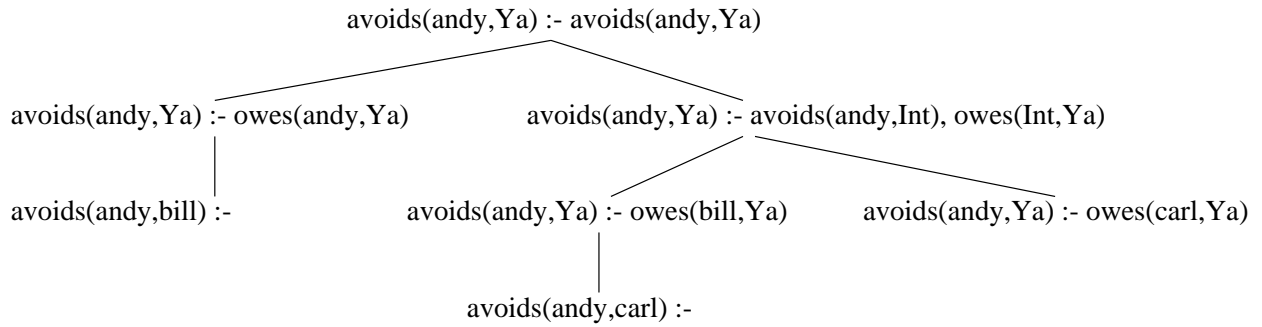 avoids(andy,Ya) :- avoids(andy,Ya)
avoids(andy,Ya) :- owes(andy,Ya)
avoids(andy,Ya) :- avoids(andy,Int), owes(Int,Ya)
avoids(andy,bill) :-
avoids(andy,Ya) :- owes(bill,Ya)
avoids(andy,Ya) :- owes(carl,Ya)
avoids(andy,carl) :-